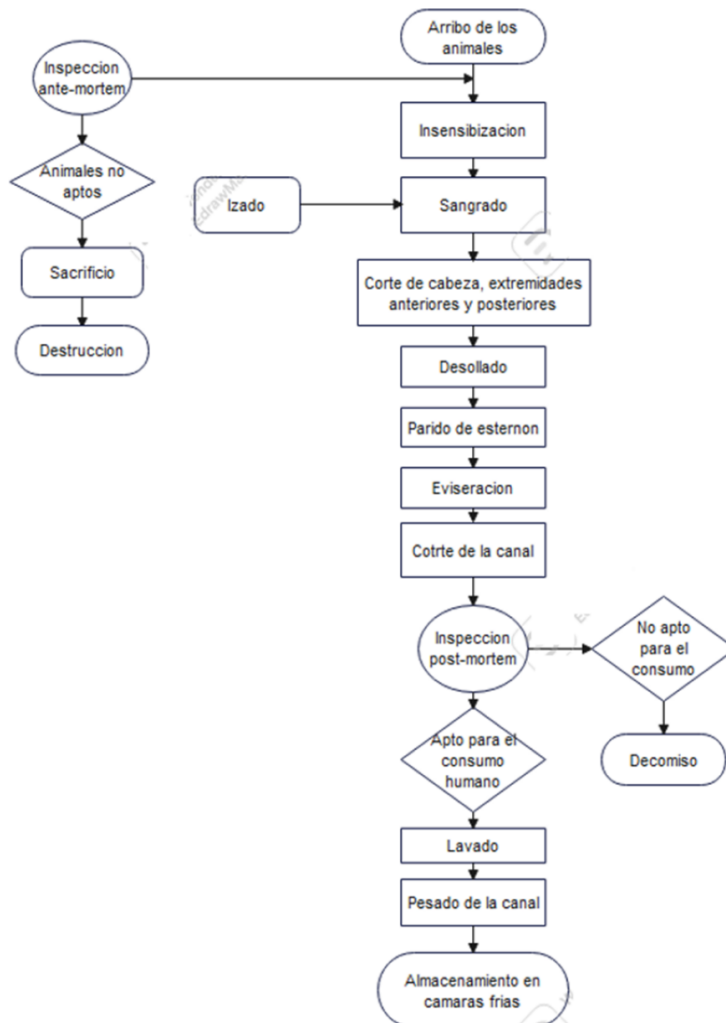 Arribo de los
animales
Inspeccion
ante-mortem
Insensibizacion
Animales no
aptos
Izado
Sangrado
Sacrificio
Corte de cabeza, extremidades
anteriores y posteriores
Destruccion
Desollado
Parido de esternon
Eviseracion
Cotrte de la canal
Inspeccion
post-mortem
No apto
para el
consumo
Apto para el
consumo
humano
Decomiso
Lavado
Pesado de la canal
Almacenamiento en
camaras frias